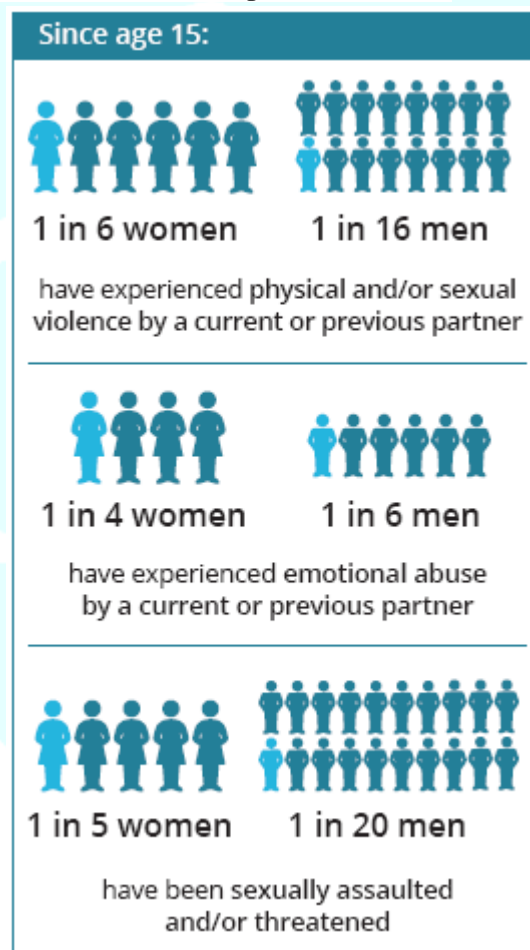 Since age 15:
1 in 6 women
1 in 16 men
have experienced physical and/or sexual
violence by a current or previous partner
1 in 4 women
1 in 6 men
have experienced emotional abuse
by a current or previous partner
1 in 5 women
1 in 20 men
have been sexually assaulted
and/or threatened